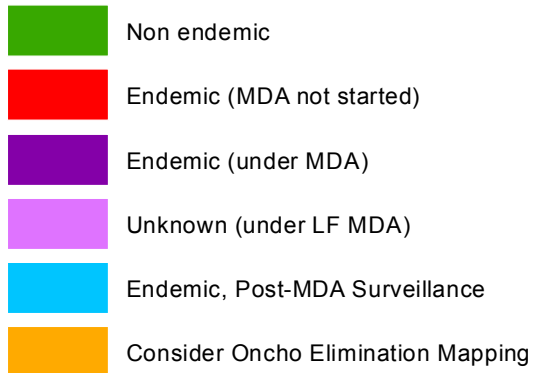 Non endemic
Endemic (MDA not started)
Endemic (under MDA)
Unknown (under LF MDA)
Endemic, Post-MDA Surveillance
Consider Oncho Elimination Mapping